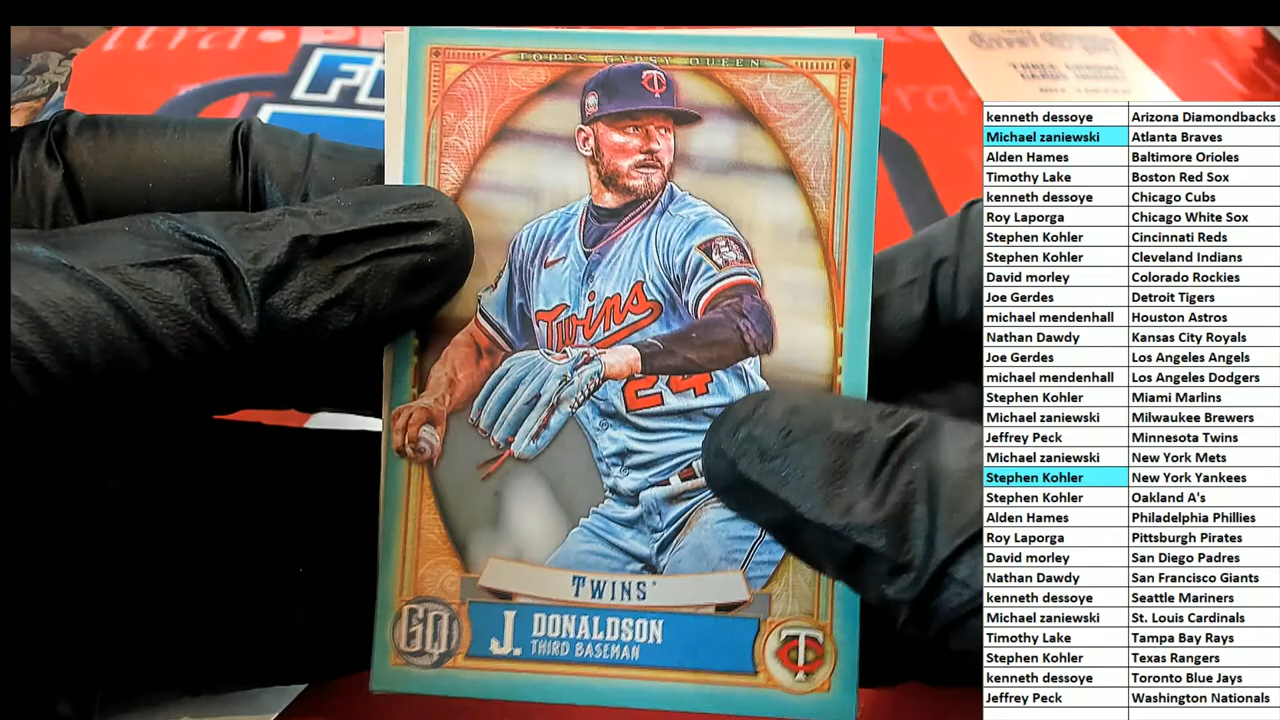 TOPPS GYPSY QUEEN
Twins
24
TWINS
GQ
J. DONALDSON
THIRD BASEMAN
kenneth dessoye Arizona Diamondbacks
Michael zaniewski Atlanta Braves
Alden Hames Baltimore Orioles
Timothy Lake Boston Red Sox
kenneth dessoye Chicago Cubs
Roy Laporga Chicago White Sox
Stephen Kohler Cincinnati Reds
Stephen Kohler Cleveland Indians
David morley Colorado Rockies
Joe Gerdes Detroit Tigers
michael mendenhall Houston Astros
Nathan Dawdy Kansas City Royals
Joe Gerdes Los Angeles Angels
michael mendenhall Los Angeles Dodgers
Stephen Kohler Miami Marlins
Michael zaniewski Milwaukee Brewers
Jeffrey Peck Minnesota Twins
Michael zaniewski New York Mets
Stephen Kohler New York Yankees
Stephen Kohler Oakland A's
Alden Hames Philadelphia Phillies
Roy Laporga Pittsburgh Pirates
David morley San Diego Padres
Nathan Dawdy San Francisco Giants
kenneth dessoye Seattle Mariners
Michael zaniewski St. Louis Cardinals
Timothy Lake Tampa Bay Rays
Stephen Kohler Texas Rangers
kenneth dessoye Toronto Blue Jays
Jeffrey Peck Washington Nationals